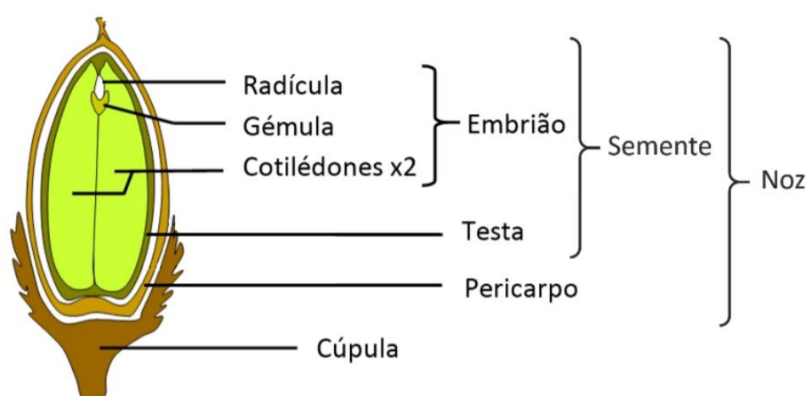 Radícula
Gémula
Cotilédones x2
Embrião
Semente
Noz
Testa
Pericarpo
Cúpula